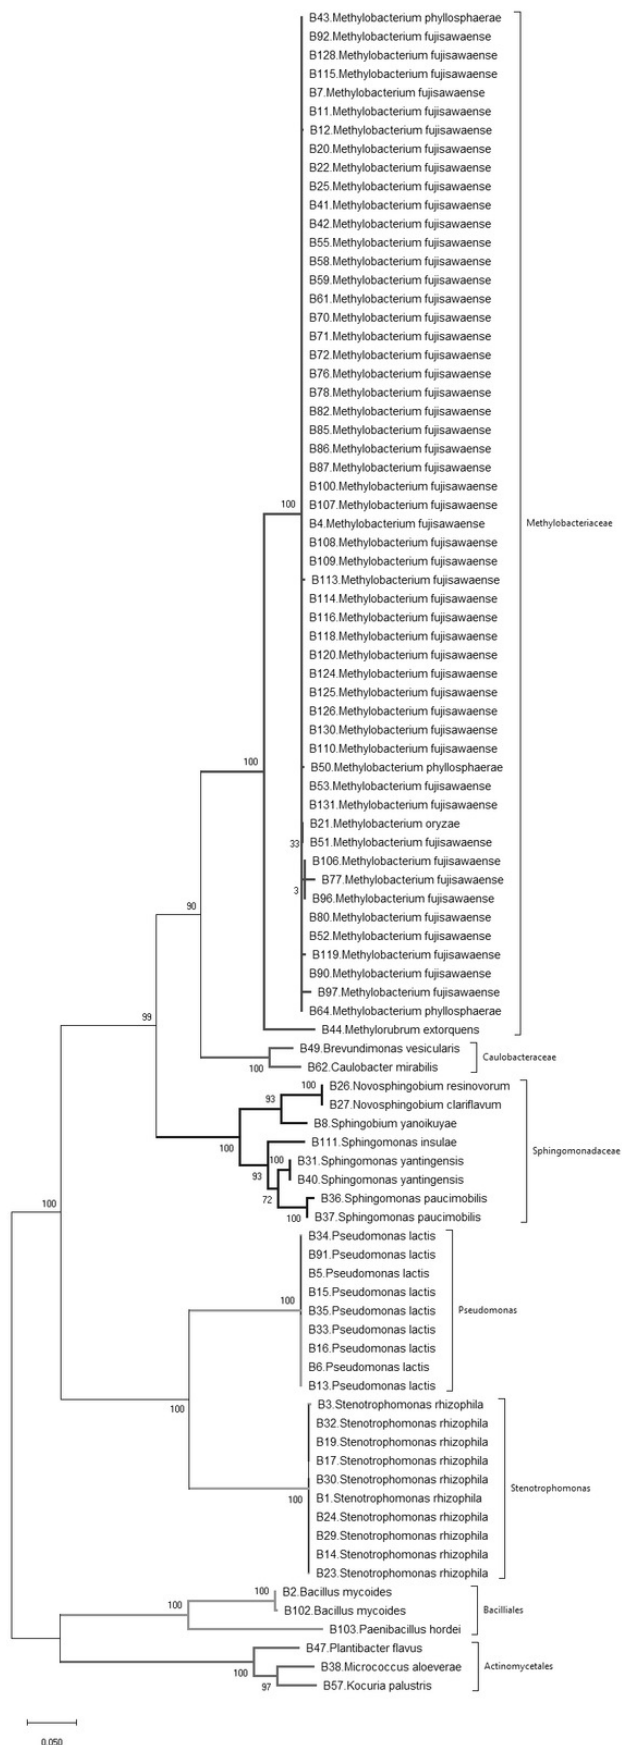 B43.Methylobacterium phyllosphaerae
B92.Methylobacterium fujisawaense
B128.Methylobacterium fujisawaense
B115.Methylobacterium fujisawaense
B7.Methylobacterium fujisawaense
B11.Methylobacterium fujisawaense
B12.Methylobacterium fujisawaense
B20.Methylobacterium fujisawaense
B22.Methylobacterium fujisawaense
B25.Methylobacterium fujisawaense
B41.Methylobacterium fujisawaense
B42.Methylobacterium fujisawaense
B55.Methylobacterium fujisawaense
B58.Methylobacterium fujisawaense
B59.Methylobacterium fujisawaense
B61.Methylobacterium fujisawaense
B70.Methylobacterium fujisawaense
B71.Methylobacterium fujisawaense
B72.Methylobacterium fujisawaense
B76.Methylobacterium fujisawaense
B78.Methylobacterium fujisawaense
B82.Methylobacterium fujisawaense
B85.Methylobacterium fujisawaense
B86.Methylobacterium fujisawaense
B87.Methylobacterium fujisawaense
B100.Methylobacterium fujisawaense
100 B107.Methylobacterium fujisawaense
B4.Methylobacterium fujisawaense Methylobacteriaceae
B108.Methylobacterium fujisawaense
B109.Methylobacterium fujisawaense
B113.Methylobacterium fujisawaense
B114.Methylobacterium fujisawaense
B116.Methylobacterium fujisawaense
B118.Methylobacterium fujisawaense
B120.Methylobacterium fujisawaense
B124.Methylobacterium fujisawaense
B125.Methylobacterium fujisawaense
B126.Methylobacterium fujisawaense
B130.Methylobacterium fujisawaense
B110.Methylobacterium fujisawaense
100 B50.Methylobacterium phyllosphaerae
B53.Methylobacterium fujisawaense
B131.Methylobacterium fujisawaense
B21.Methylobacterium oryzae
33 B51.Methylobacterium fujisawaense
B106.Methylobacterium fujisawaense
B77.Methylobacterium fujisawaense
3 B96.Methylobacterium fujisawaense
90 B80.Methylobacterium fujisawaense
B52.Methylobacterium fujisawaense
B119.Methylobacterium fujisawaense
B90.Methylobacterium fujisawaense
B97.Methylobacterium fujisawaense
99 B64.Methylobacterium phyllosphaerae
B44.Methylorubrum extorquens
B49.Brevundimonas vesicularis
Caulobacteraceae
100 B62.Caulobacter mirabilis
100 B26.Novosphingobium resinovorum
93 B27.Novosphingobium clariflavum
B8.Sphingobium yanoikuyae
100 B111.Sphingomonas insulae Sphingomonadaceae
100 B31.Sphingomonas yantingensis
93 B40.Sphingomonas yantingensis
100 72 B36.Sphingomonas paucimobilis
100 B37.Sphingomonas paucimobilis
B34.Pseudomonas lactis
B91.Pseudomonas lactis
B5.Pseudomonas lactis
B15.Pseudomonas lactis
100 B35.Pseudomonas lactis Pseudomonas
B33.Pseudomonas lactis
B16.Pseudomonas lactis
B6.Pseudomonas lactis
B13.Pseudomonas lactis
100 B3.Stenotrophomonas rhizophila
B32.Stenotrophomonas rhizophila
B19.Stenotrophomonas rhizophila
B17.Stenotrophomonas rhizophila
B30.Stenotrophomonas rhizophila Stenotrophomonas
100 B1.Stenotrophomonas rhizophila
B24.Stenotrophomonas rhizophila
B29.Stenotrophomonas rhizophila
B14.Stenotrophomonas rhizophila
B23.Stenotrophomonas rhizophila
100 B2.Bacillus mycoides
100 B102.Bacillus mycoides Bacilliales
B103.Paenibacillus hordei
B47.Plantibacter flavus
100 B38.Micrococcus aloeverae Actinomycetales
97 B57.Kocuria palustris
0.050